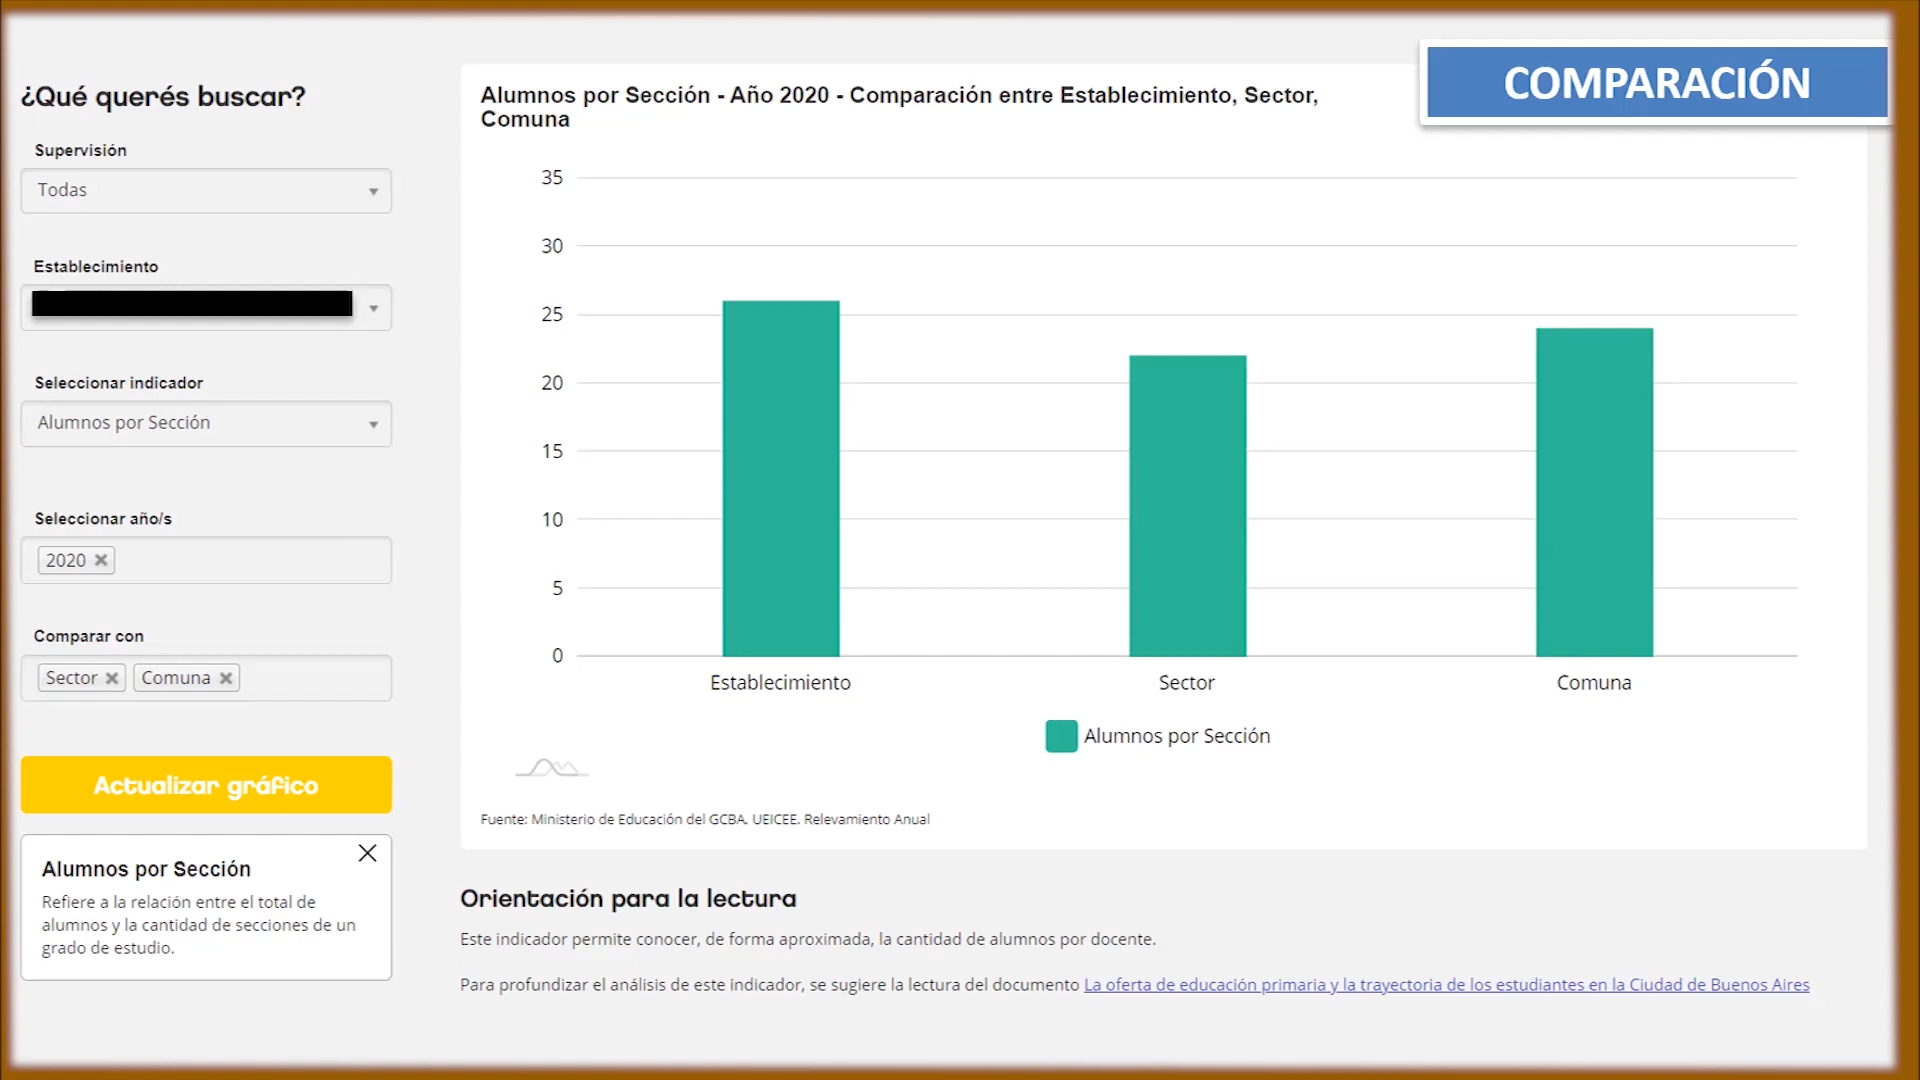 COMPARACIÓN
¿Qué querés buscar?
Supervisión
Todas
Establecimiento
Seleccionar indicador
Alumnos por Sección
Seleccionar año/s
2020
Comparar con
Sector
Comuna
Actualizar gráfico
Alumnos por Sección
Refiere a la relación entre el total de
alumnos y la cantidad de secciones de un
grado de estudio.
Alumnos por Sección - Año 2020 - Comparación entre Establecimiento, Sector,
Comuna
35
30
25
20
15
10
5
0
Establecimiento
Sector
Comuna
Alumnos por Sección
Fuente: Ministerio de Educación del GCBA. UEICEE. Relevamiento Anual
Orientación para la lectura
Este indicador permite conocer, de forma aproximada, la cantidad de alumnos por docente.
Para profundizar el análisis de este indicador, se sugiere la lectura del documento La oferta de educación primaria y la trayectoria de los estudiantes en la Ciudad de Buenos Aires